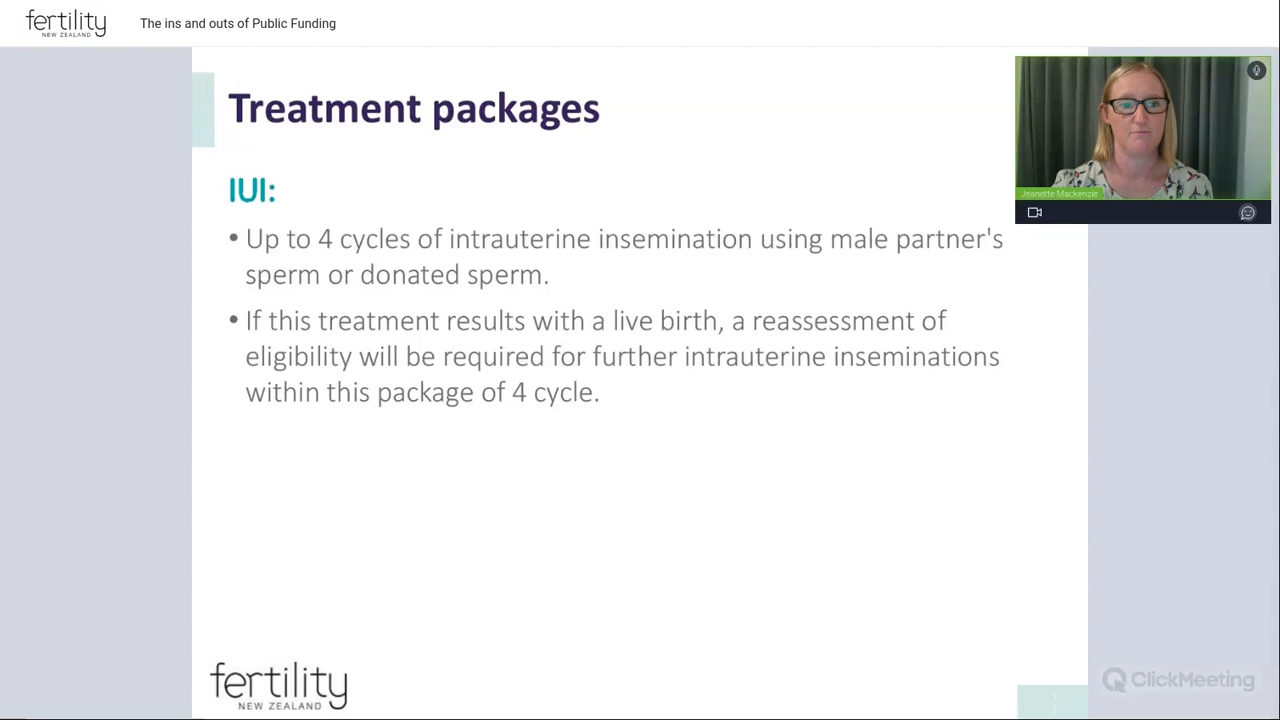 fertility
NEW ZEALAND
The ins and outs of Public Funding
Treatment packages
Jeanette Mackenzie
IUI:
• Up to 4 cycles of intrauterine insemination using male partner's
sperm or donated sperm.
• If this treatment results with a live birth, a reassessment of
eligibility will be required for further intrauterine inseminations
within this package of 4 cycle.
fertility
NEW ZEALAND
ClickMeeting